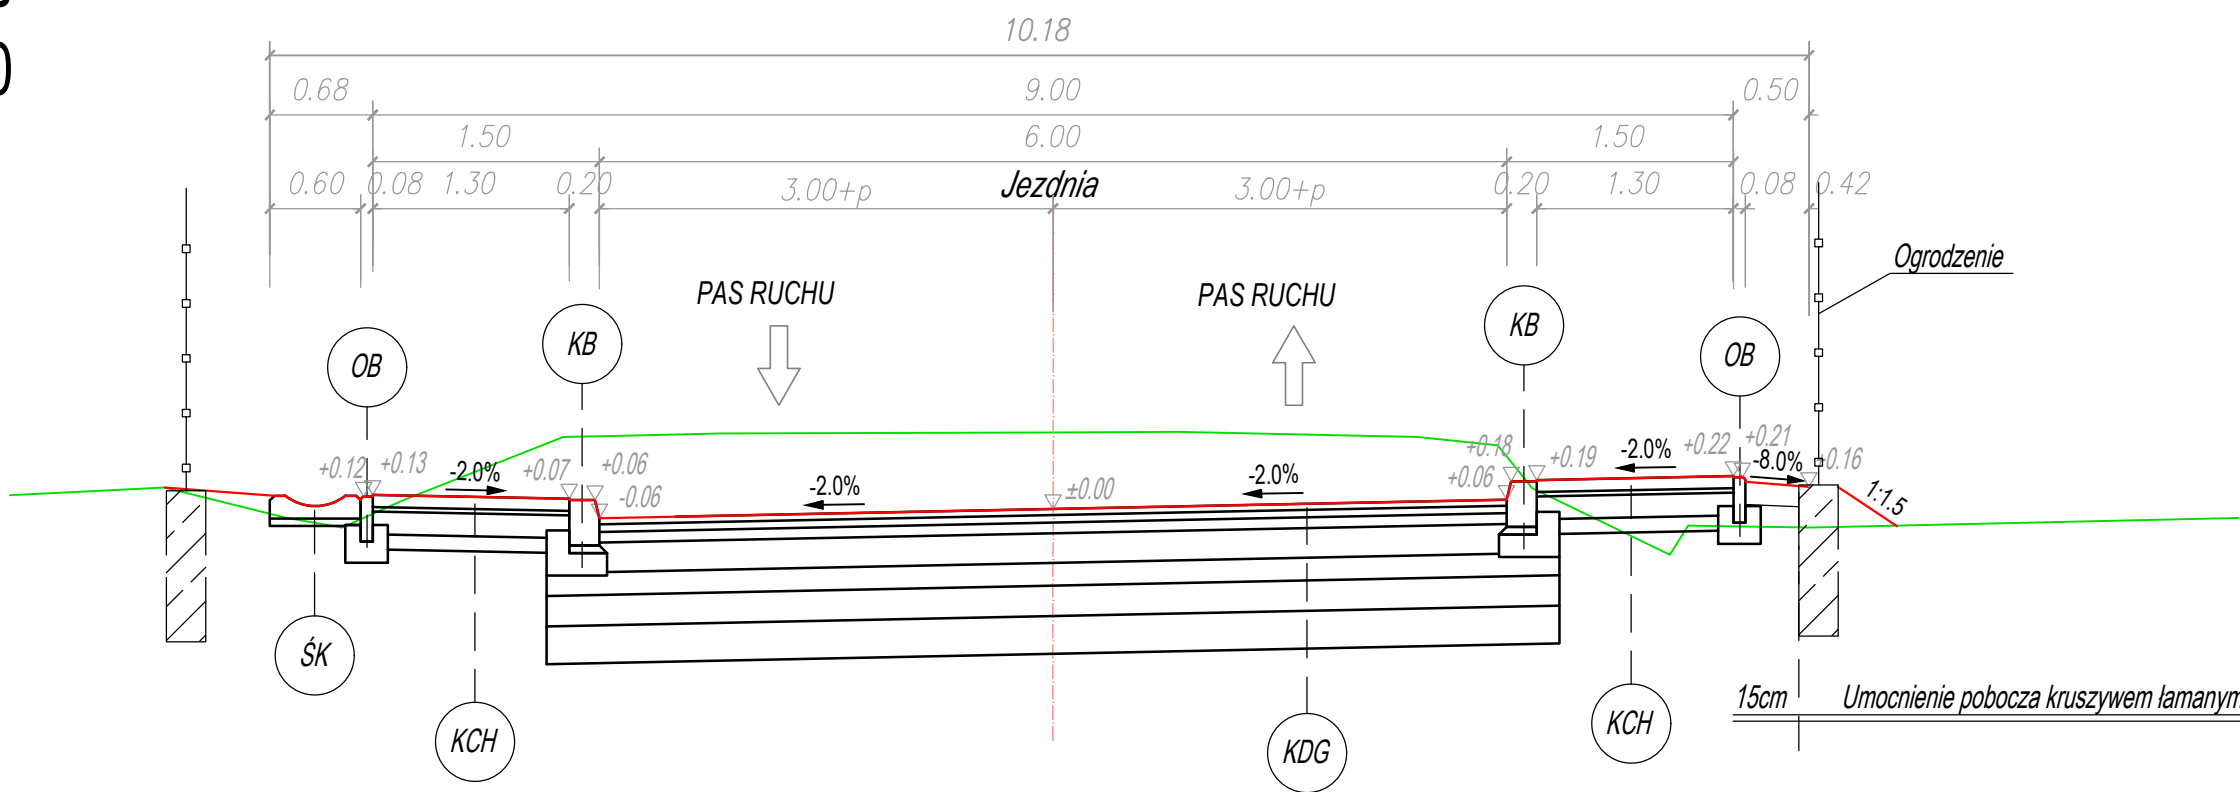 10.18
0.68 9.00 0.50
1.50 6.00 1.50
0.60 0.08 1.30 0.20 3.00+p Jezdnia 3.00+p 0.20 1.30 0.08 0.42
Ogrodzenie
PAS RUCHU PAS RUCHU
OB KB KB OB
+0.12 +0.13 -2.0% +0.07 +0.06 -0.06 -2.0% ±0.00 -2.0% +0.18 +0.06 +0.19 -2.0% +0.22 +0.21 -8.0% +0.16
1:1.5
ŚK KCH KDG KCH
15cm Umocnienie pobocza kruszywem łamanym